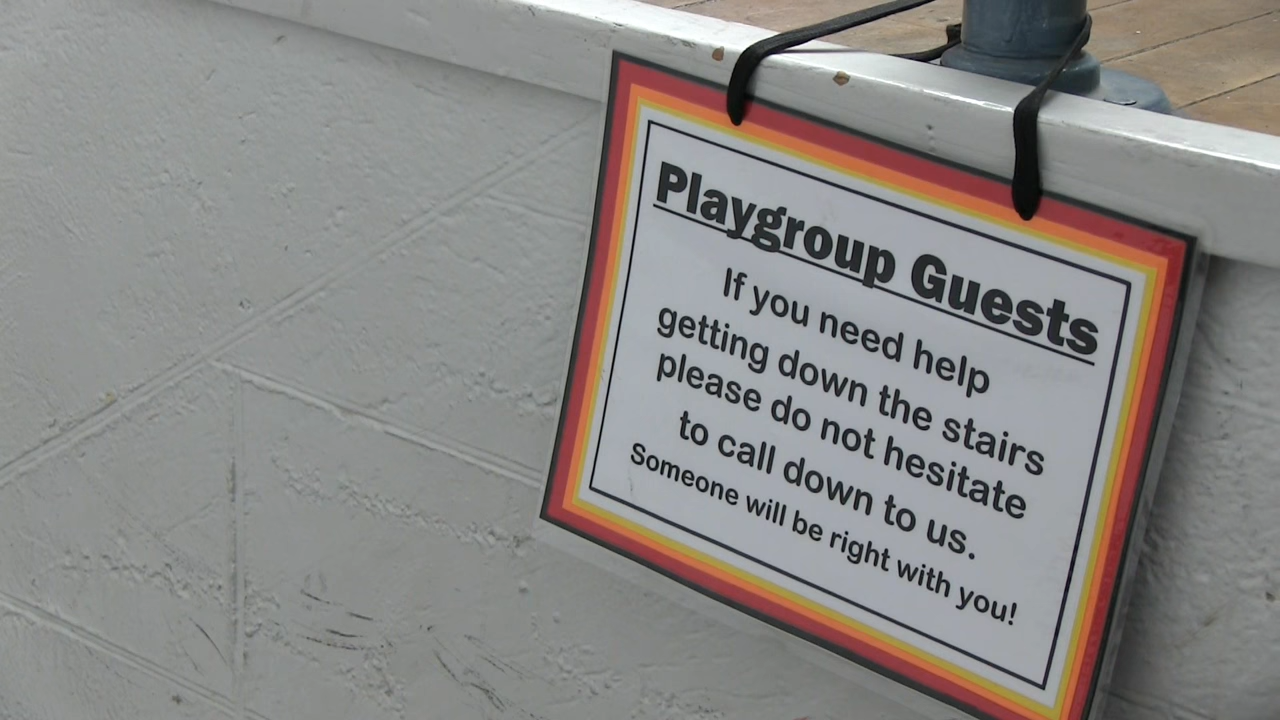 Playgroup Guests
If you need help
getting down the stairs
please do not hesitate
to call down to us.
Someone will be right with you!